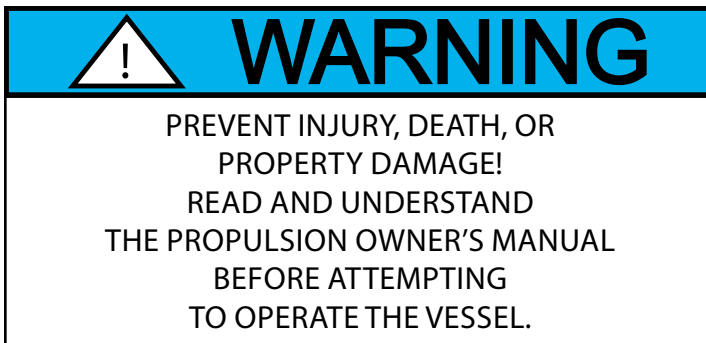 ! WARNING
PREVENT INJURY, DEATH, OR
PROPERTY DAMAGE!
READ AND UNDERSTAND
THE PROPULSION OWNER’S MANUAL
BEFORE ATTEMPTING
TO OPERATE THE VESSEL.